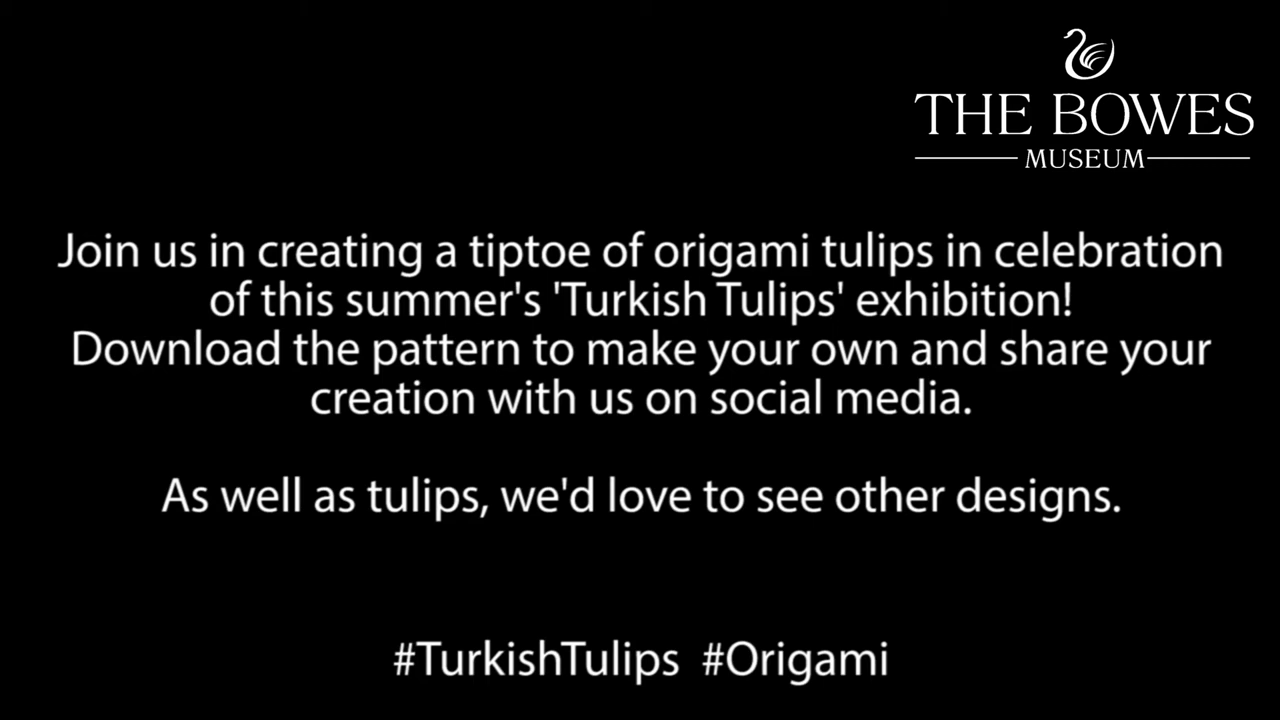 THE BOWES
MUSEUM
Join us in creating a tiptoe of origami tulips in celebration
of this summer's 'Turkish Tulips' exhibition!
Download the pattern to make your own and share your
creation with us on social media.
As well as tulips, we'd love to see other designs.
#TurkishTulips #Origami